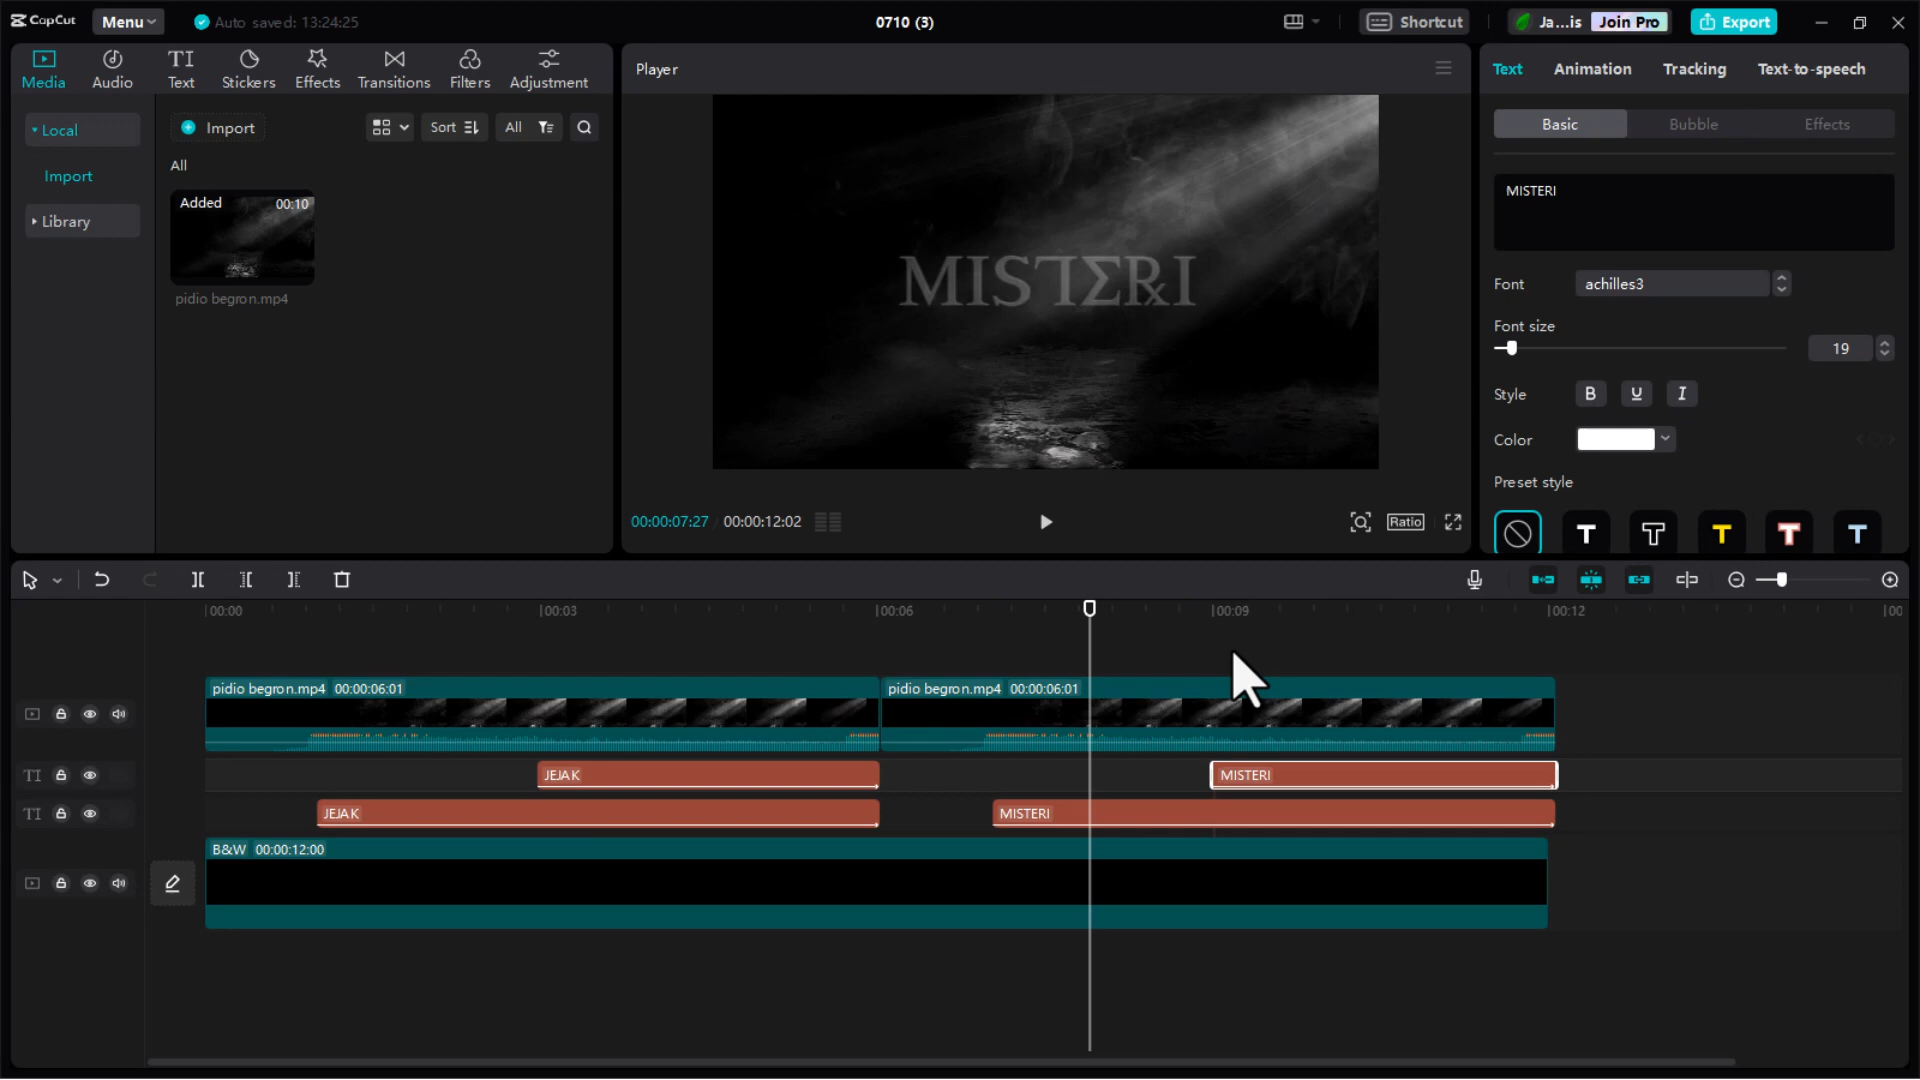 CapCut
Menu
Auto saved: 13:24:25
0710 (3)
Shortcut
Ja...is
Join Pro
Export
Media
Audio
Text
Stickers
Effects
Transitions
Filters
Adjustment
Local
Import
Library
Import
Sort
All
All
Added
00:10
pidio begron.mp4
Player
MISTERI
00:00:07:27
00:00:12:02
Ratio
Text
Animation
Tracking
Text-to-speech
Basic
Bubble
Effects
MISTERI
Font
achilles3
Font size
19
Style
B
U
I
Color
Preset style
T
T
T
T
T
00:00
00:03
00:06
00:09
00:12
00
pidio begron.mp4 00:00:06:01
pidio begron.mp4 00:00:06:01
TI
JEJAK
MISTERI
TI
JEJAK
MISTERI
B&W 00:00:12:00